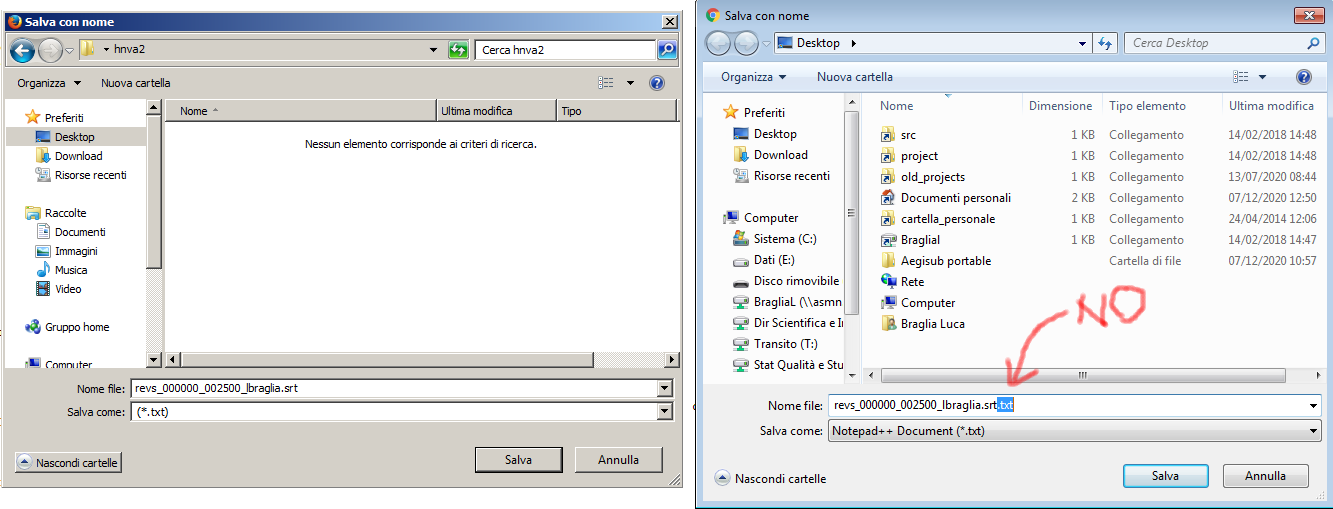 Salva con nome
hnva2
Cerca hnva2
Organizza
Nuova cartella
Preferiti
Desktop
Download
Risorse recenti
Raccolte
Documenti
Immagini
Musica
Video
Gruppo home
Computer
Nome
Ultima modifica
Tipo
Nessun elemento corrisponde ai criteri di ricerca.
Nome file: revs_000000_002500_lbraglia.srt
Salva come: (*.txt)
Nascondi cartelle
Salva
Annulla
Salva con nome
Desktop
Cerca Desktop
Organizza
Nuova cartella
Preferiti
Desktop
Download
Risorse recenti
Computer
Sistema (C:)
Dati (E:)
Disco rimovibile
BragliaL (\\asmn
Dir Scientifica e I
Transito (T:)
Stat Qualità e Stu
Nome Dimensione Tipo elemento Ultima modifica
src 1 KB Collegamento 14/02/2018 14:48
project 1 KB Collegamento 14/02/2018 14:48
old_projects 1 KB Collegamento 13/07/2020 08:44
Documenti personali 2 KB Collegamento 07/12/2020 12:50
cartella_personale 1 KB Collegamento 24/04/2014 12:06
Braglial 1 KB Collegamento 14/02/2018 14:47
Aegisub portable Cartella di file 07/12/2020 10:57
Rete
Computer
Braglia Luca
NO
Nome file: revs_000000_002500_lbraglia.srt.txt
Salva come: Notepad++ Document (*.txt)
Nascondi cartelle
Salva
Annulla